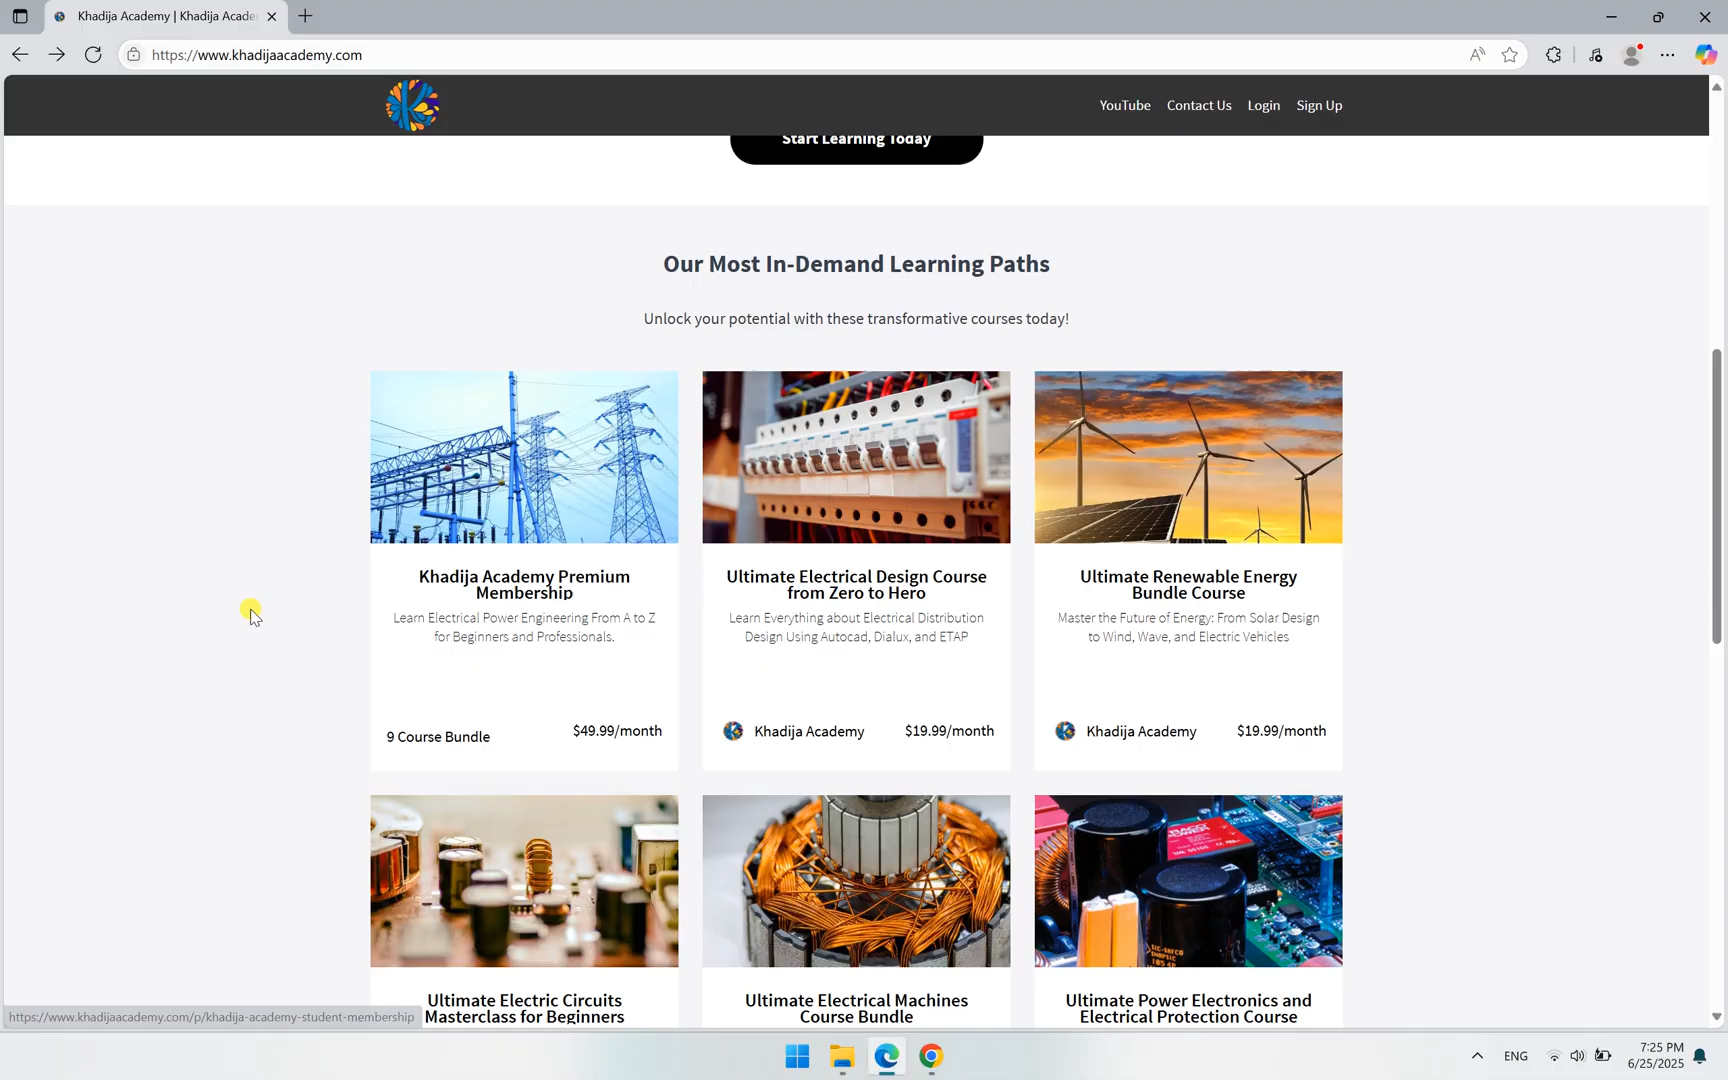 Khadija Academy | Khadija Acade
https://www.khadijaacademy.com
YouTube
Contact Us
Login
Sign Up
Start Learning Today
Our Most In-Demand Learning Paths
Unlock your potential with these transformative courses today!
Khadija Academy Premium
Membership
Learn Electrical Power Engineering From A to Z
for Beginners and Professionals.
9 Course Bundle
$49.99/month
Ultimate Electrical Design Course
from Zero to Hero
Learn Everything about Electrical Distribution
Design Using Autocad, Dialux, and ETAP
Khadija Academy
$19.99/month
Ultimate Renewable Energy
Bundle Course
Master the Future of Energy: From Solar Design
to Wind, Wave, and Electric Vehicles
Khadija Academy
$19.99/month
Ultimate Electric Circuits
Masterclass for Beginners
Ultimate Electrical Machines
Course Bundle
Ultimate Power Electronics and
Electrical Protection Course
https://www.khadijaacademy.com/p/khadija-academy-student-membership
ENG
7:25 PM
6/25/2025